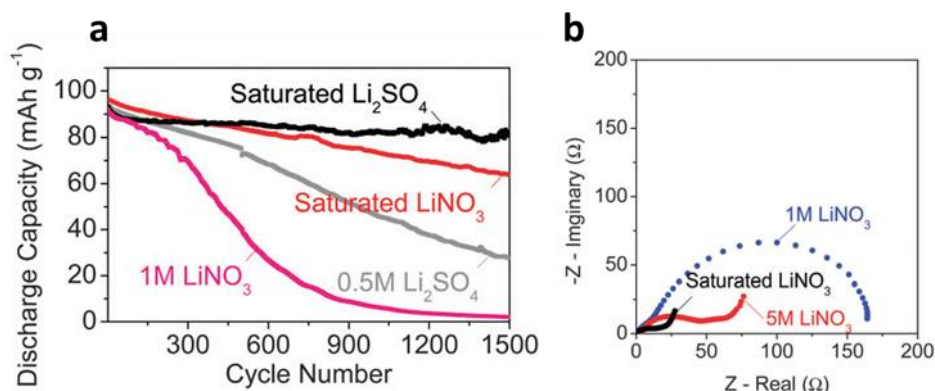 a
Discharge Capacity (mAh g⁻¹)
100
80
60
40
20
0
Saturated Li₂SO₄
Saturated LiNO₃
1M LiNO₃
0.5M Li₂SO₄
300
600
900
1200
1500
Cycle Number
b
-Z - Imginary (Ω)
200
150
100
50
0
1M LiNO₃
Saturated LiNO₃
5M LiNO₃
0
50
100
150
200
Z - Real (Ω)